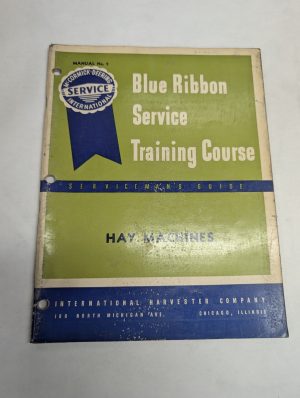 MANUAL No. 1
McCORMICK-DEERING
SERVICE
INTERNATIONAL
Blue Ribbon
Service
Training Course
SERVICEMAN'S GUIDE
HAY MACHINES
INTERNATIONAL HARVESTER COMPANY
180 NORTH MICHIGAN AVE. CHICAGO, ILLINOIS